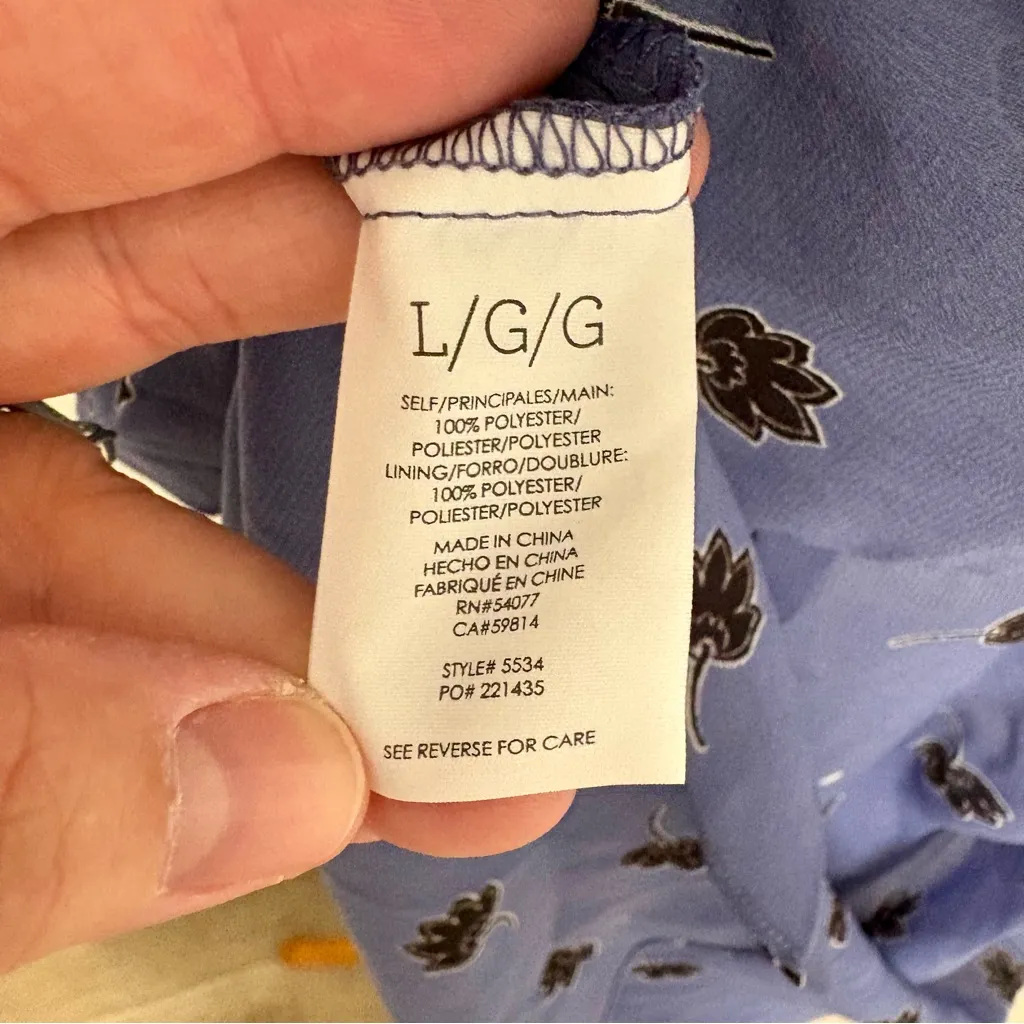 L/G/G
SELF/PRINCIPALES/MAIN:
100% POLYESTER/
POLIESTER/POLYESTER
LINING/FORRO/DOUBLURE:
100% POLYESTER/
POLIESTER/POLYESTER
MADE IN CHINA
HECHO EN CHINA
FABRIQUÉ EN CHINE
RN#54077
CA#59814
STYLE# 5534
PO# 221435
SEE REVERSE FOR CARE